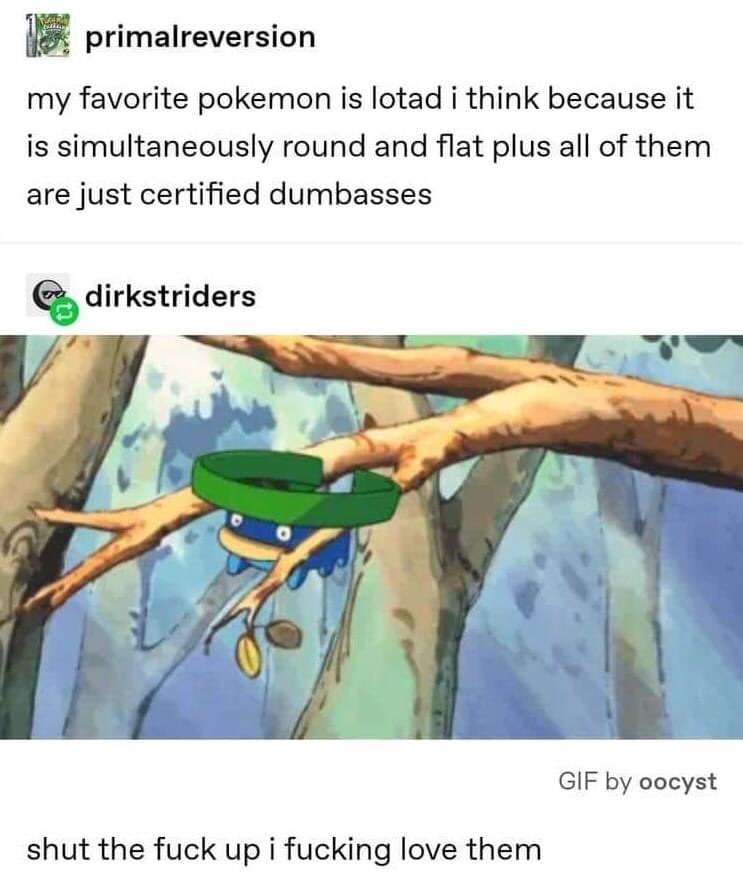 primalreversion
my favorite pokemon is lotad i think because it
is simultaneously round and flat plus all of them
are just certified dumbasses
dirkstriders
GIF by oocyst
shut the fuck up i fucking love them